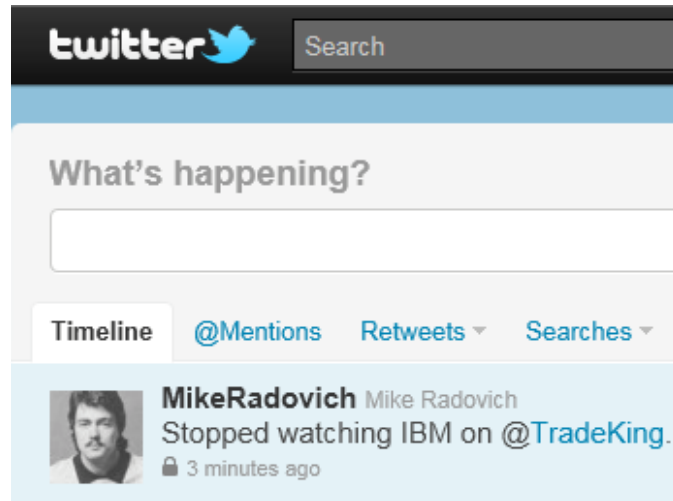 twitter
Search
What's happening?
Timeline @Mentions Retweets Searches
MikeRadovich Mike Radovich
Stopped watching IBM on @TradeKing.
3 minutes ago